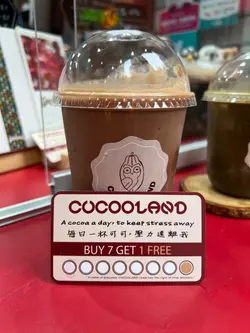 COCOOLAND
A cocoa a day, to keep stress away
每日一杯可可，壓力遠離我
BUY 7 GET 1 FREE